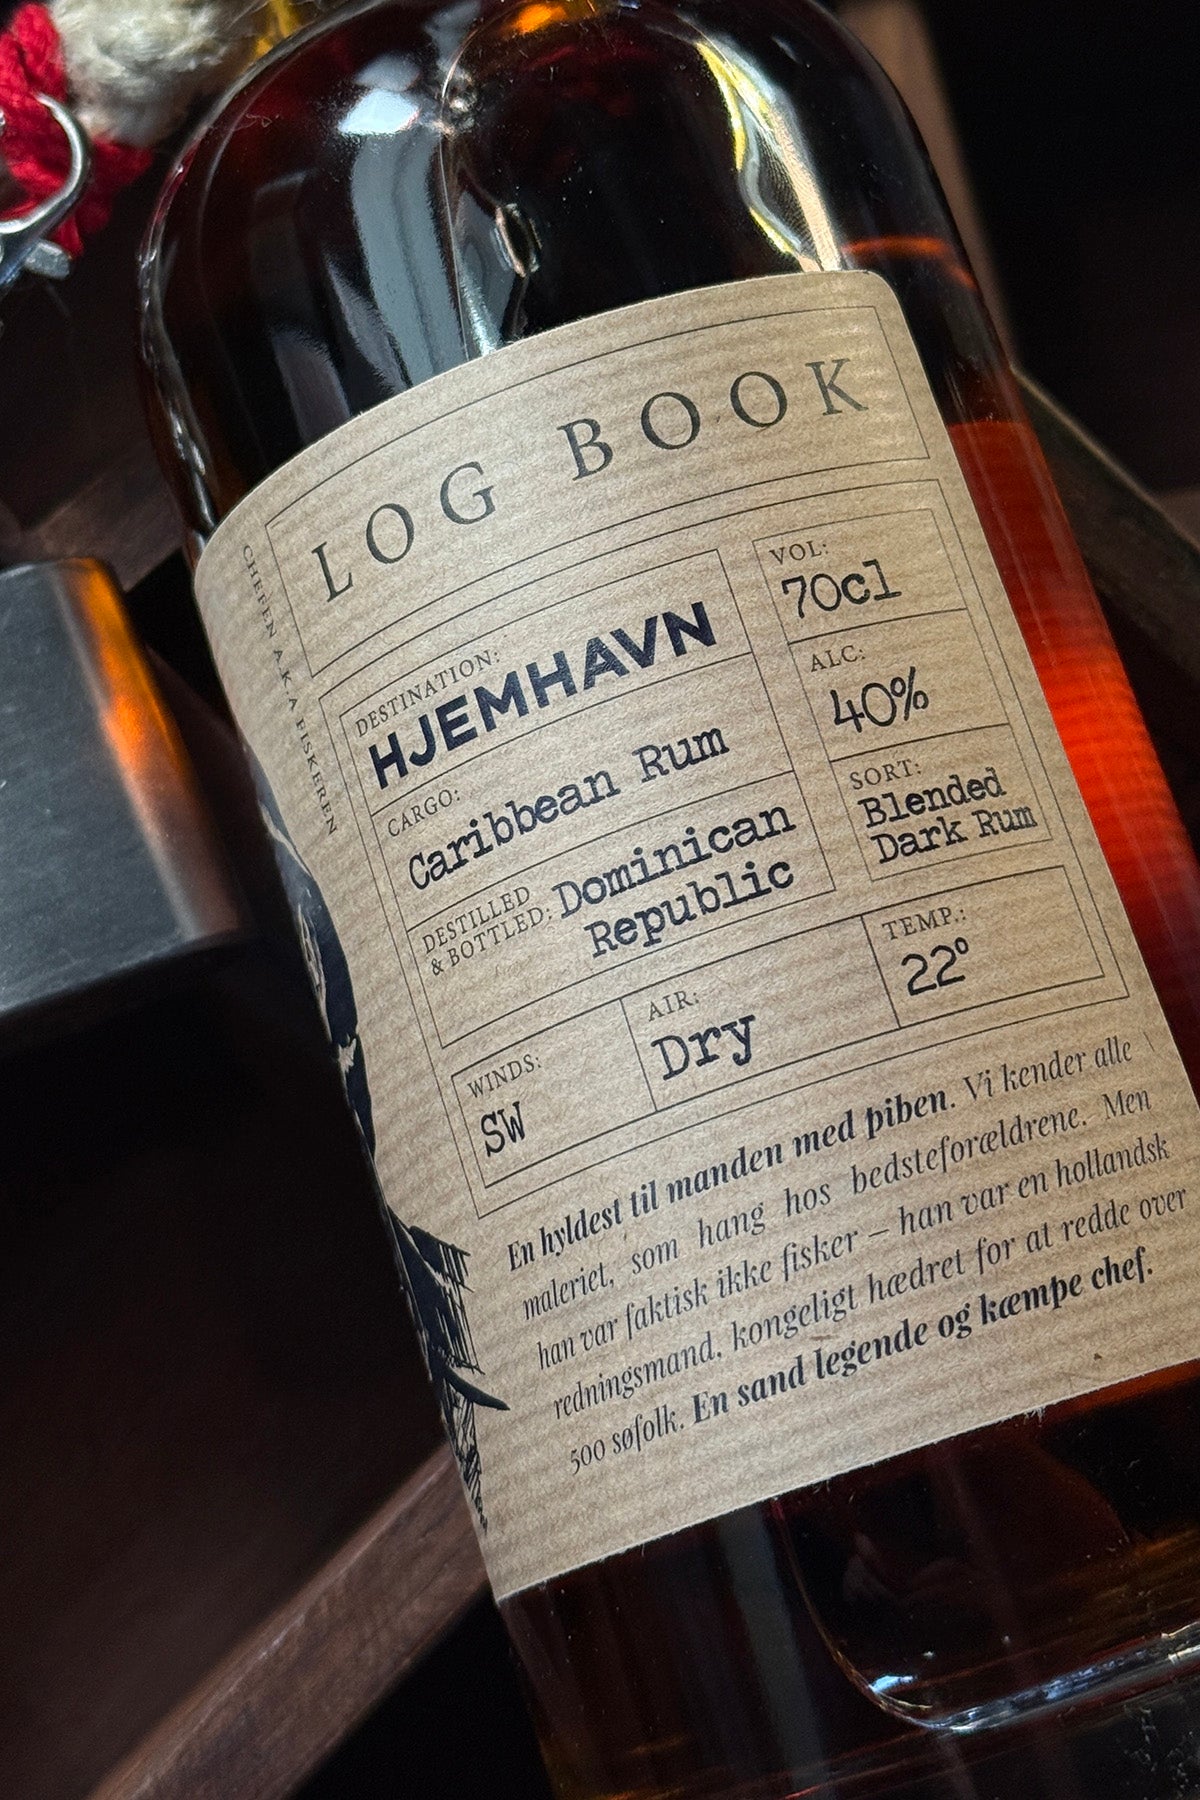 LOG BOOK
CHEFEN A.K.A FISKEREN
DESTINATION:
HJEMHAVN
CARGO:
Caribbean Rum
DISTILLED
& BOTTLED:
Dominican
Republic
VOL:
70cl
ALC:
40%
SORT:
Blended
Dark Rum
WINDS:
SW
AIR:
Dry
TEMP.:
22°
En hyldest til manden med piben. Vi kender alle
maleriet, som hang hos bedsteforældrene. Men
han var faktisk ikke fisker – han var en hollandsk
redningsmand, kongeligt hædret for at redde over
500 søfolk. En sand legende og kæmpe chef.